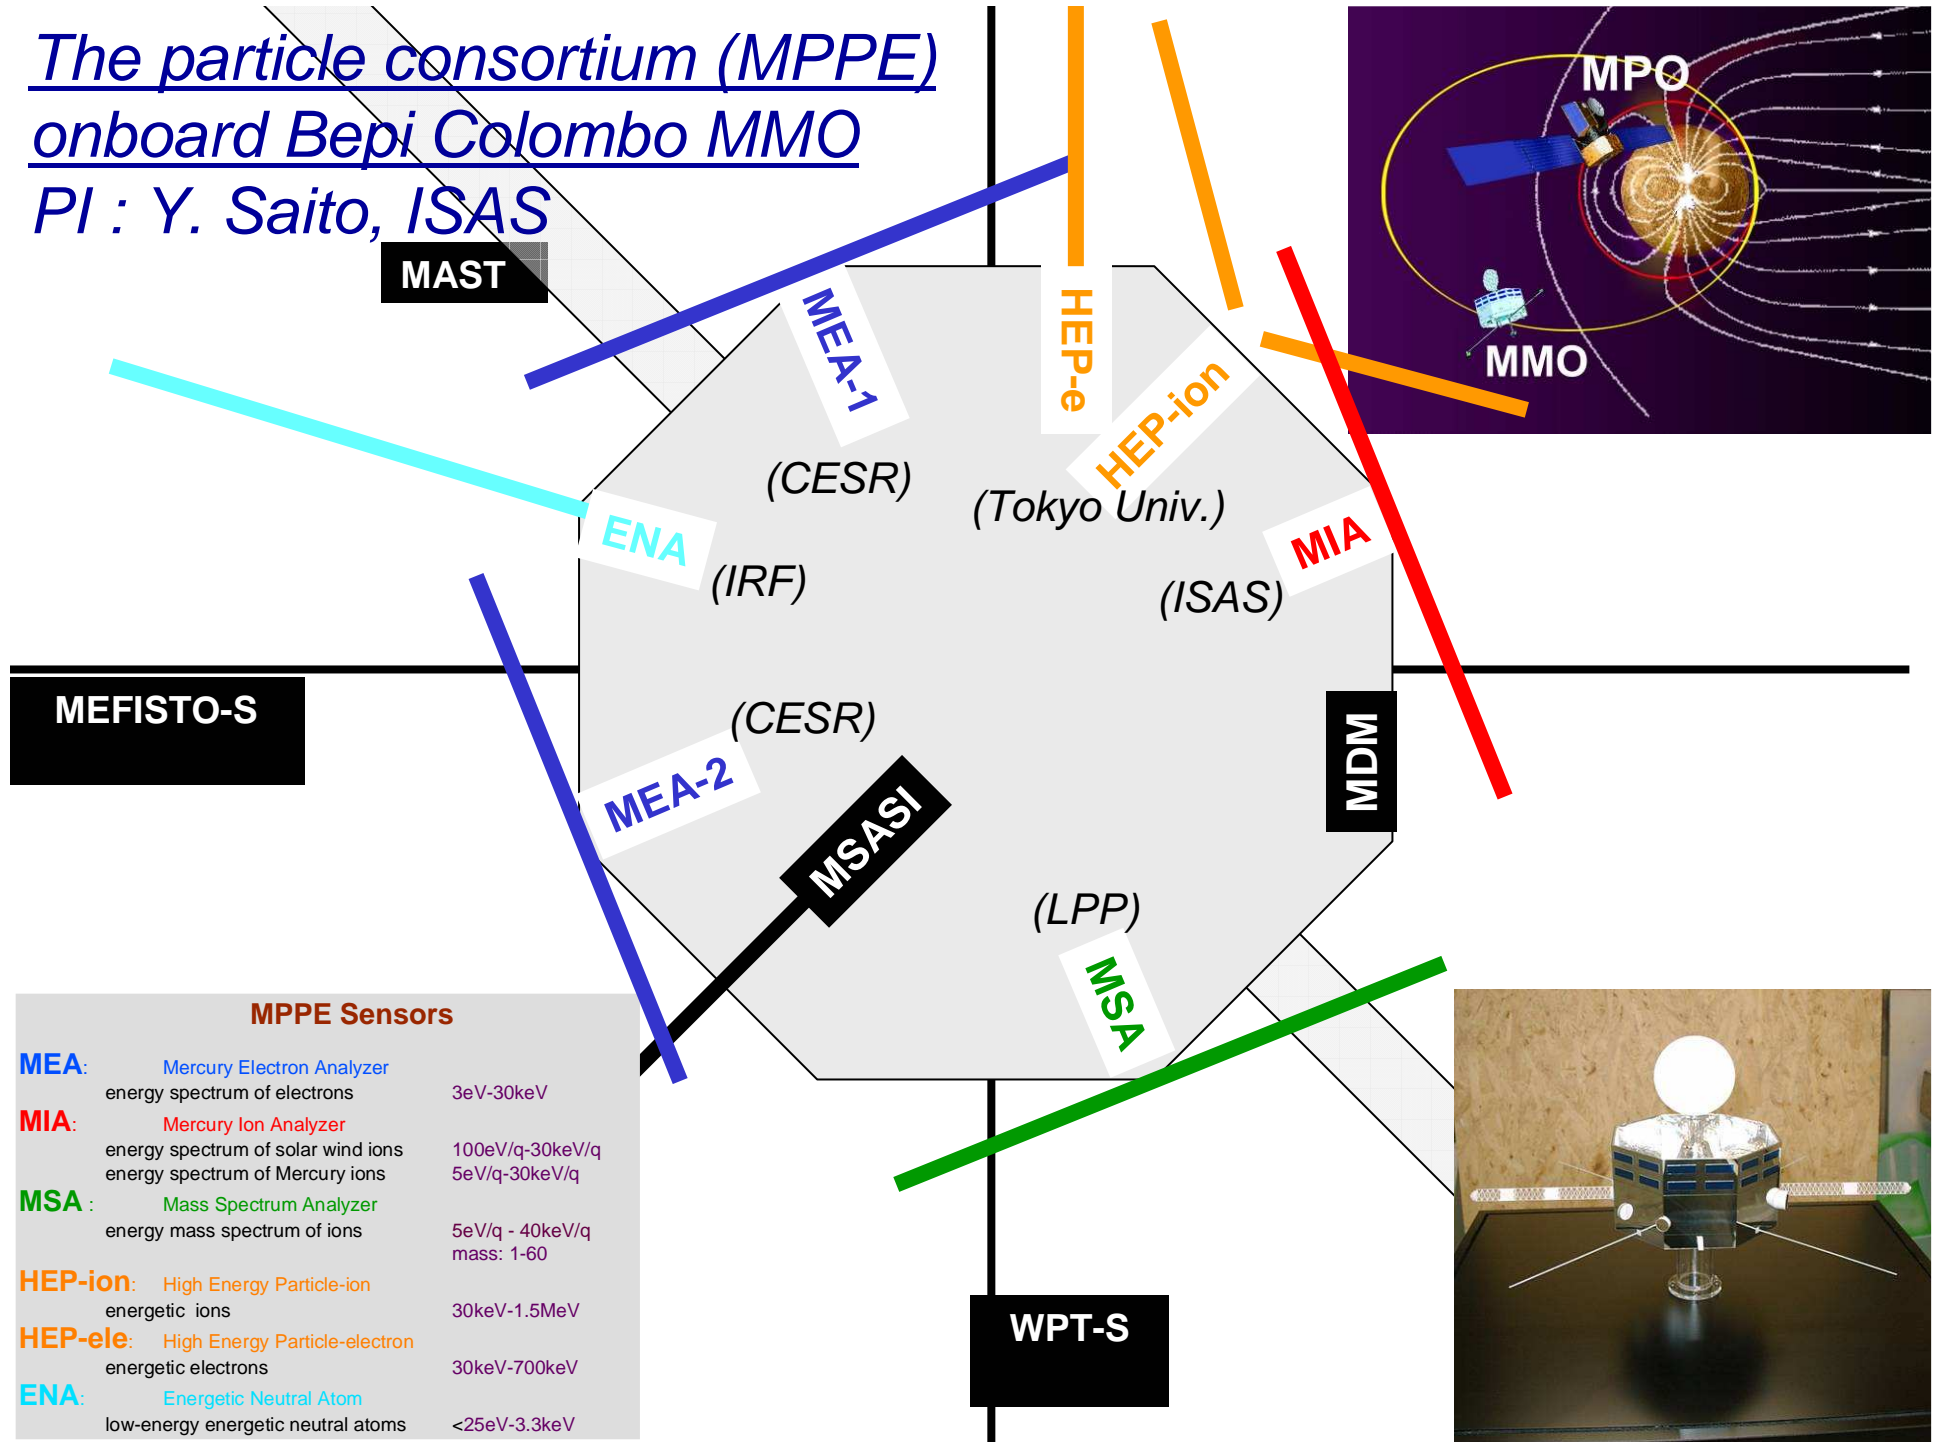 The particle consortium (MPPE)
onboard Bepi Colombo MMO
PI : Y. Saito, ISAS
MAST
MPO
MMO
MEA-1
HEP-e
HEP-ion
(CESR)
(Tokyo Univ.)
ENA
MIA
(IRF)
(ISAS)
MEFISTO-S
(CESR)
MEA-2
MDM
MSASI
(LPP)
MSA
WPT-S
MPPE Sensors
MEA: Mercury Electron Analyzer
energy spectrum of electrons 3eV-30keV
MIA: Mercury Ion Analyzer
energy spectrum of solar wind ions 100eV/q-30keV/q
energy spectrum of Mercury ions 5eV/q-30keV/q
MSA : Mass Spectrum Analyzer
energy mass spectrum of ions 5eV/q - 40keV/q
mass: 1-60
HEP-ion: High Energy Particle-ion
energetic ions 30keV-1.5MeV
HEP-ele: High Energy Particle-electron
energetic electrons 30keV-700keV
ENA: Energetic Neutral Atom
low-energy energetic neutral atoms <25eV-3.3keV